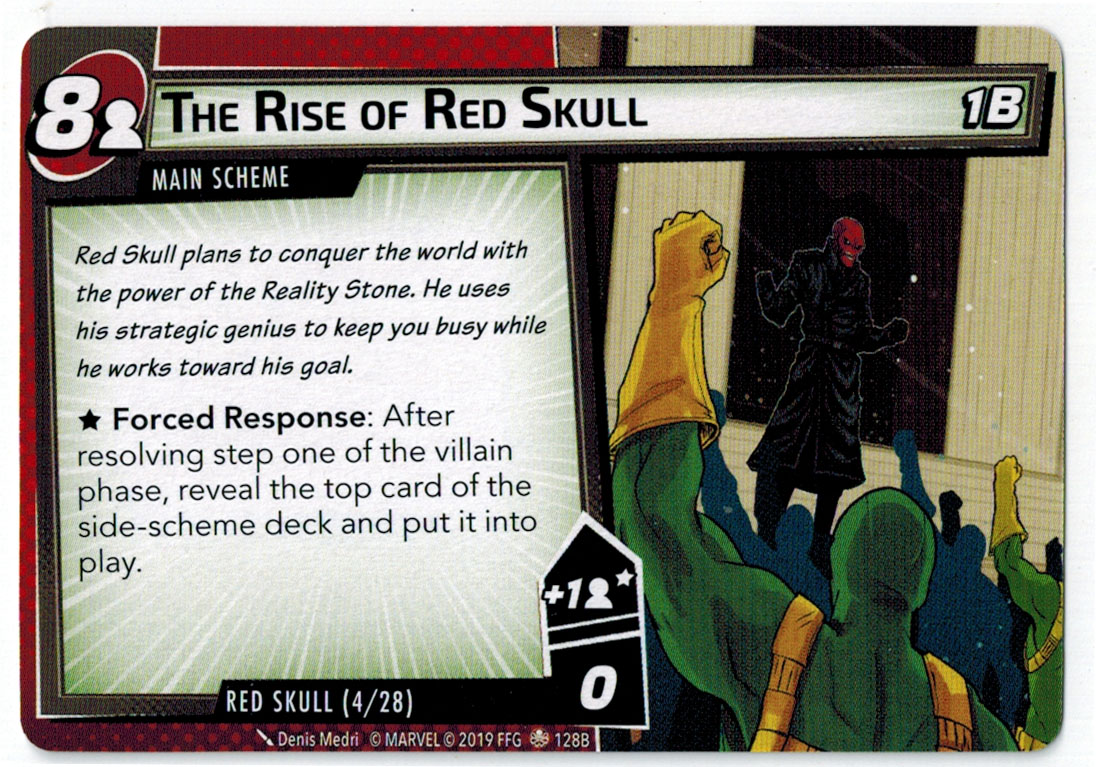 8
THE RISE OF RED SKULL
1B
MAIN SCHEME
Red Skull plans to conquer the world with
the power of the Reality Stone. He uses
his strategic genius to keep you busy while
he works toward his goal.
★ Forced Response: After
resolving step one of the villain
phase, reveal the top card of the
side-scheme deck and put it into
play.
+1
0
RED SKULL (4/28)
Denis Medri © MARVEL © 2019 FFG 128B